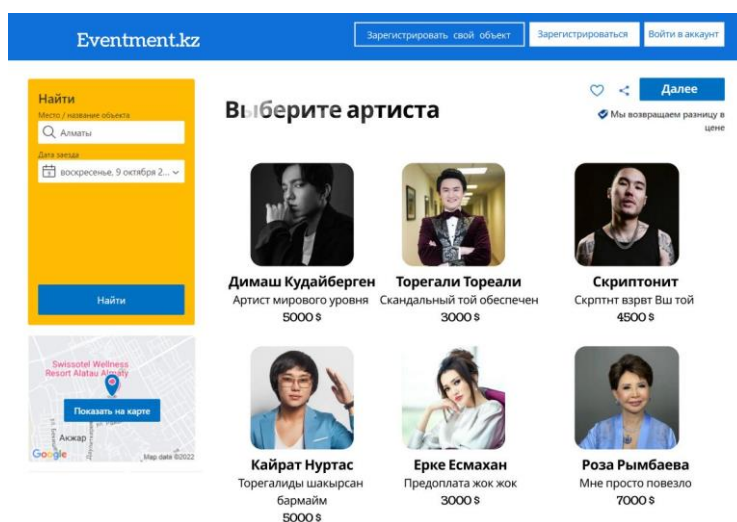 Eventment.kz
Зарегистрировать свой объект
Зарегистрироваться
Войти в аккаунт
Найти
Место / название объекта
Алматы
Дата заезда
воскресенье, 9 октября 2...
Найти
Swissotel Wellness
Resort Alatau Almaty
Показать на карте
Акжар
Google
Map data ©2022
Выберите артиста
Далее
Мы возвращаем разницу в
цене
Димаш Кудайберген
Артист мирового уровня
5000 $
Торегали Тореали
Скандальный той обеспечен
3000 $
Скриптонит
Скрптнт взрвт Вш той
4500 $
Кайрат Нуртас
Торегалиды шакырсан
бармайм
5000 $
Ерке Есмахан
Предоплата жок жок
3000 $
Роза Рымбаева
Мне просто повезло
7000 $